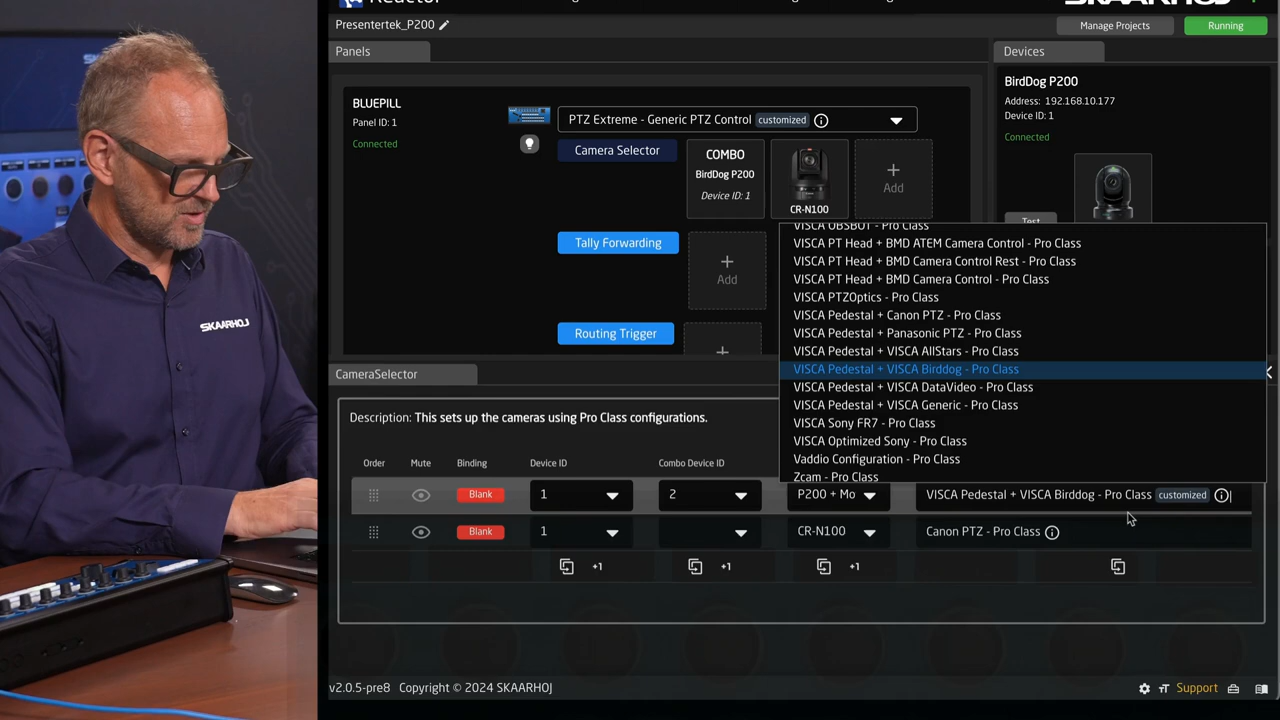 Reactor
SKAARHOJ
Presentertek_P200
Manage Projects
Running
Panels
Devices
BLUEPILL
Panel ID: 1
Connected
PTZ Extreme - Generic PTZ Control customized
Camera Selector
COMBO
BirdDog P200
Device ID: 1
CR-N100
+
Add
BirdDog P200
Address: 192.168.10.177
Device ID: 1
Connected
Test
Tally Forwarding
+
Add
Routing Trigger
+
VISCA OBSBOT - Pro Class
VISCA PT Head + BMD ATEM Camera Control - Pro Class
VISCA PT Head + BMD Camera Control Rest - Pro Class
VISCA PT Head + BMD Camera Control - Pro Class
VISCA PTZOptics - Pro Class
VISCA Pedestal + Canon PTZ - Pro Class
VISCA Pedestal + Panasonic PTZ - Pro Class
VISCA Pedestal + VISCA AllStars - Pro Class
VISCA Pedestal + VISCA Birddog - Pro Class
VISCA Pedestal + VISCA DataVideo - Pro Class
VISCA Pedestal + VISCA Generic - Pro Class
VISCA Sony FR7 - Pro Class
VISCA Optimized Sony - Pro Class
Vaddio Configuration - Pro Class
Zcam - Pro Class
CameraSelector
Description: This sets up the cameras using Pro Class configurations.
Order Mute Binding Device ID Combo Device ID
Blank 1 2 P200 + Mo VISCA Pedestal + VISCA Birddog - Pro Class customized
Blank 1 CR-N100 Canon PTZ - Pro Class
+1 +1 +1
v2.0.5-pre8 Copyright © 2024 SKAARHOJ
Support
SKAARHOJ